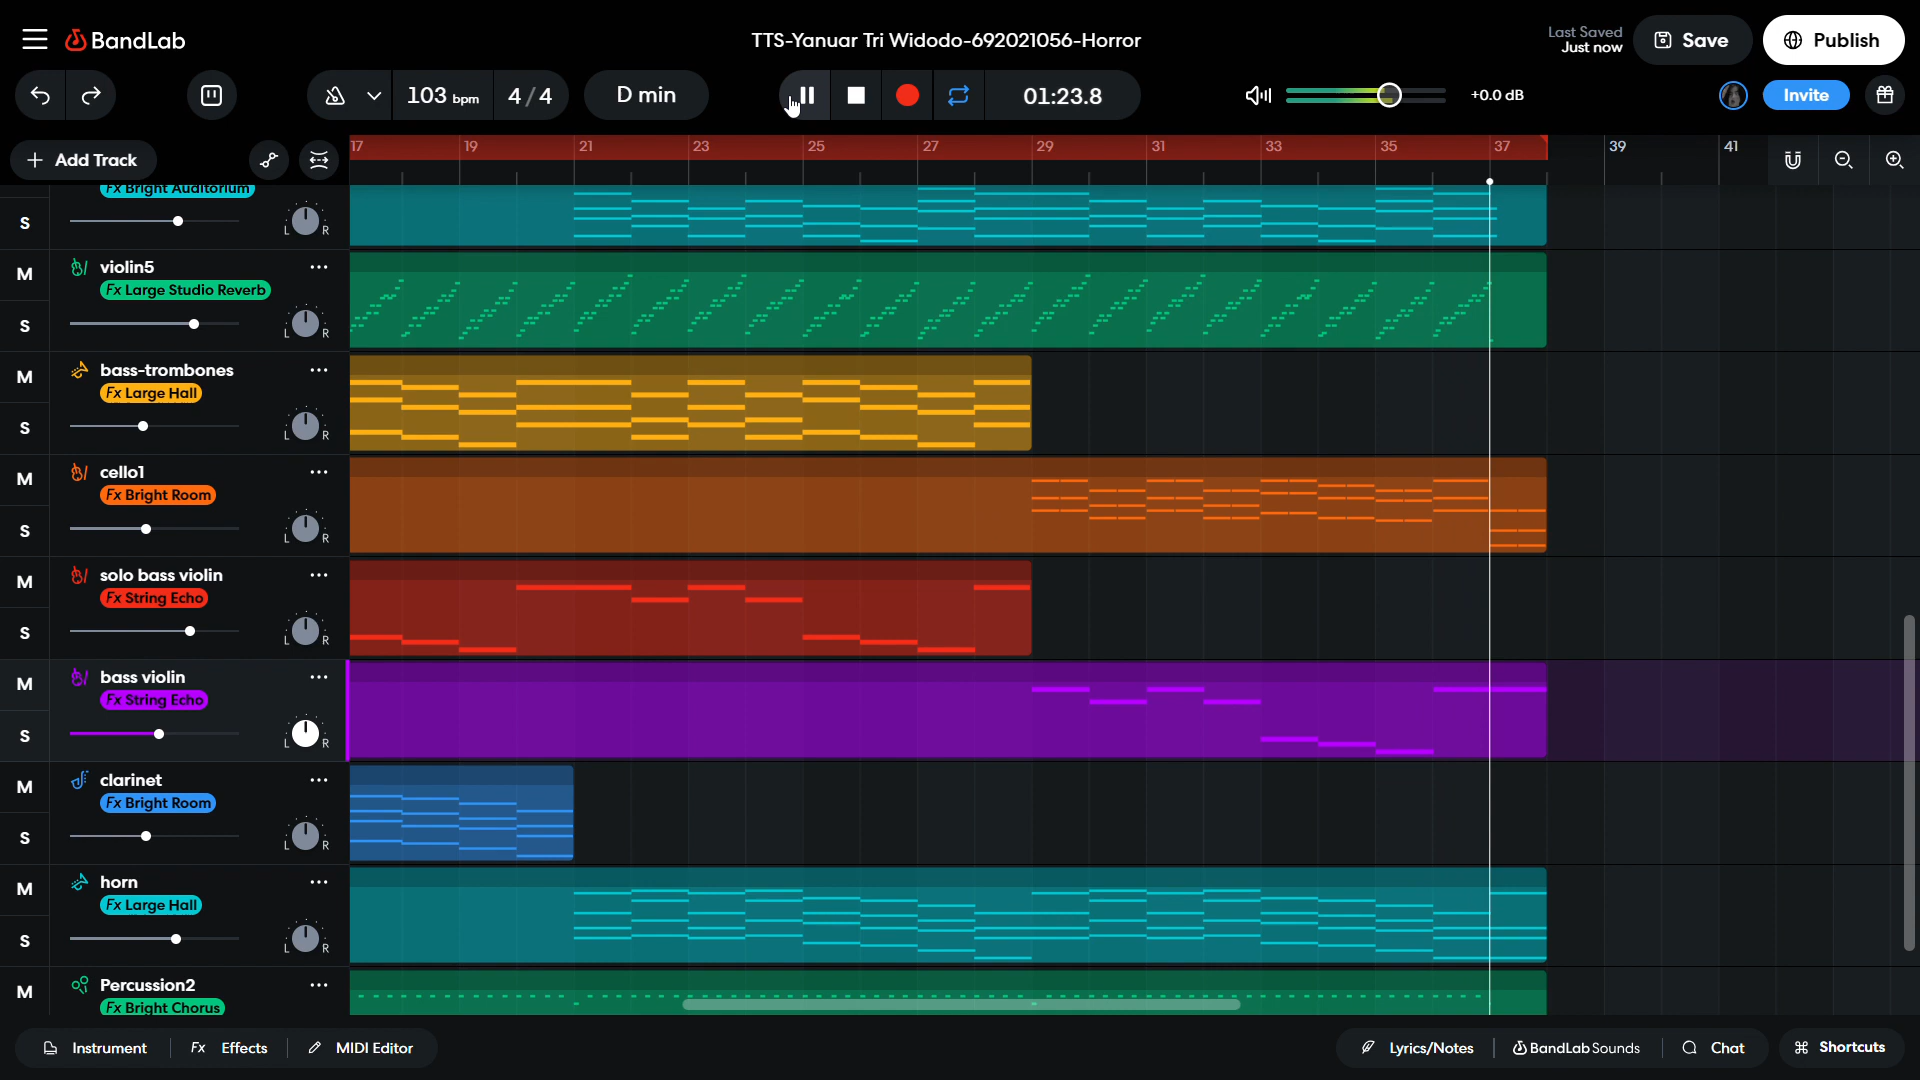 BandLab
TTS-Yanuar Tri Widodo-692021056-Horror
Last Saved
Just now
Save
Publish
103 bpm
4/4
D min
01:23.8
+0.0 dB
Invite
Add Track
17 19 21 23 25 27 29 31 33 35 37 39 41
Fx Bright Auditorium
S
L R
M
violin5
Fx Large Studio Reverb
S
L R
M
bass-trombones
Fx Large Hall
S
L R
M
cello1
Fx Bright Room
S
L R
M
solo bass violin
Fx String Echo
S
L R
M
bass violin
Fx String Echo
S
L R
M
clarinet
Fx Bright Room
S
L R
M
horn
Fx Large Hall
S
L R
M
Percussion2
Fx Bright Chorus
Instrument
Fx Effects
MIDI Editor
Lyrics/Notes
BandLab Sounds
Chat
Shortcuts